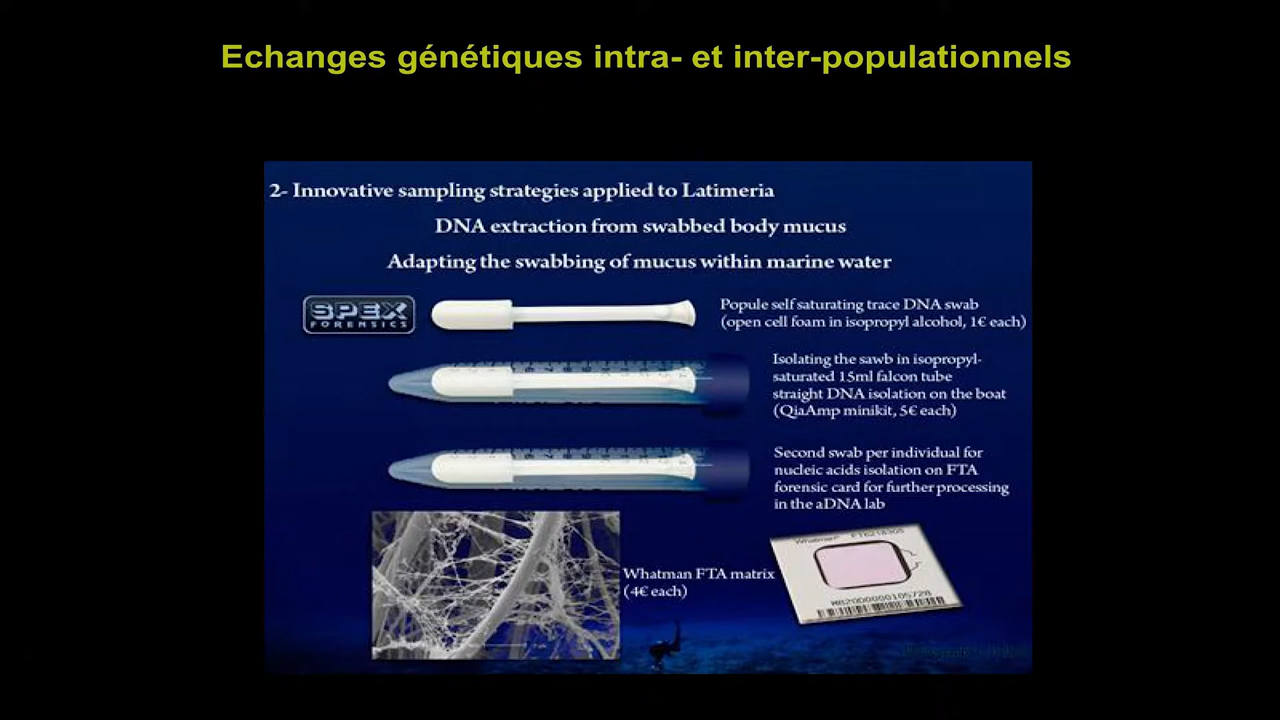 Echanges génétiques intra- et inter-populationnels
2- Innovative sampling strategies applied to Latimeria
DNA extraction from swabbed body mucus
Adapting the swabbing of mucus within marine water
SPEX
FORENSICS
Popule self saturating trace DNA swab
(open cell foam in isopropyl alcohol, 1€ each)
Isolating the sawb in isopropyl-
saturated 15ml falcon tube
straight DNA isolation on the boat
(QiaAmp minikit, 5€ each)
Second swab per individual for
nucleic acids isolation on FTA
forensic card for further processing
in the aDNA lab
Whatman FTA matrix
(4€ each)
Whatman